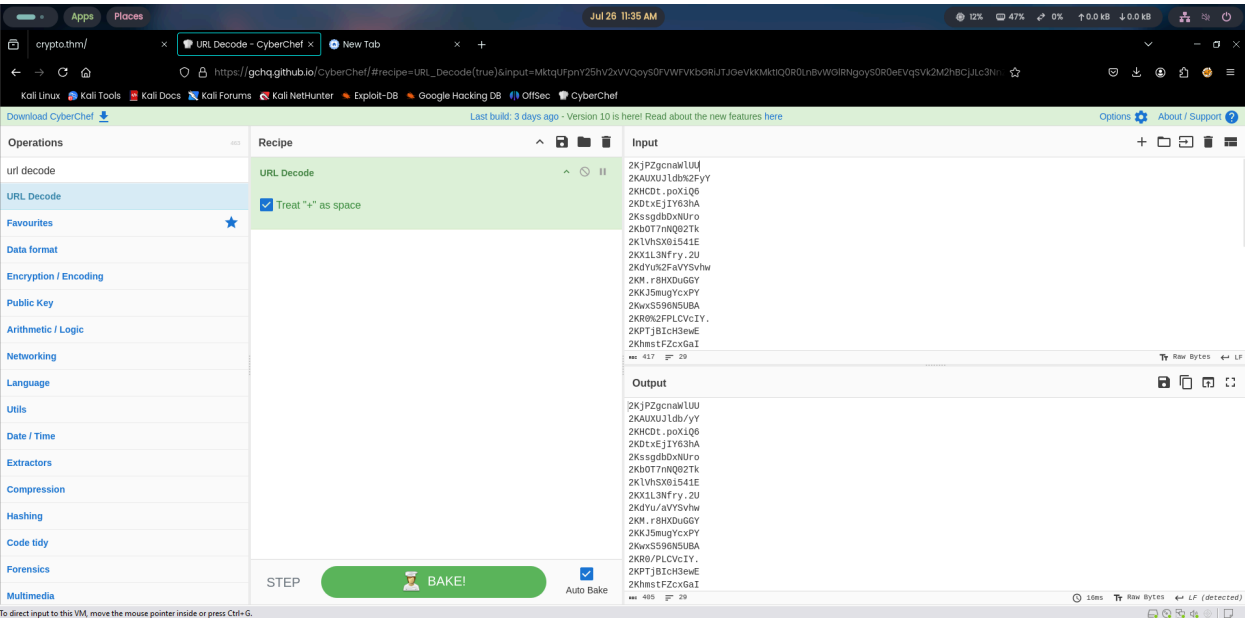 Apps Places
Jul 26 11:35 AM
12% 47% 0% ↑0.0 kB ↓0.0 kB
crypto.thm/ ×
URL Decode - CyberChef ×
New Tab × +
https://gchq.github.io/CyberChef/#recipe=URL_Decode(true)&input=
Kali Linux Kali Tools Kali Docs Kali Forums Kali NetHunter Exploit-DB Google Hacking DB OffSec CyberChef
Download CyberChef
Last build: 3 days ago - Version 10 is here! Read about the new features here
Options About / Support
Operations
url decode
URL Decode
Favourites
Data format
Encryption / Encoding
Public Key
Arithmetic / Logic
Networking
Language
Utils
Date / Time
Extractors
Compression
Hashing
Code tidy
Forensics
Multimedia
Recipe
URL Decode
Treat "+" as space
STEP
BAKE!
Auto Bake
Input
2KjPZgcnaWlUU
2KAUXUJldb%2FyY
2KHCDt.poXiQ6
2KDtxEjIY63hA
2KssgdbDxNUro
2KbOT7nNQ02Tk
2KlVhSX0i541E
2KX1L3Nfry.2U
2KdYu%2FaVYSvhw
2KM.r8HXDuGGY
2KKJ5mugYcxPY
2KwxS596N5UBA
2KR0%2FPLCVcIY.
2KPTjBIcH3ewE
2KhmstFZcxGaI
417 29
Raw Bytes LF
Output
2KjPZgcnaWlUU
2KAUXUJldb/yY
2KHCDt.poXiQ6
2KDtxEjIY63hA
2KssgdbDxNUro
2KbOT7nNQ02Tk
2KlVhSX0i541E
2KX1L3Nfry.2U
2KdYu/aVYSvhw
2KM.r8HXDuGGY
2KKJ5mugYcxPY
2KwxS596N5UBA
2KR0/PLCVcIY.
2KPTjBIcH3ewE
2KhmstFZcxGaI
405 29
16ms Raw Bytes LF (detected)
To direct input to this VM, move the mouse pointer inside or press Ctrl+G.